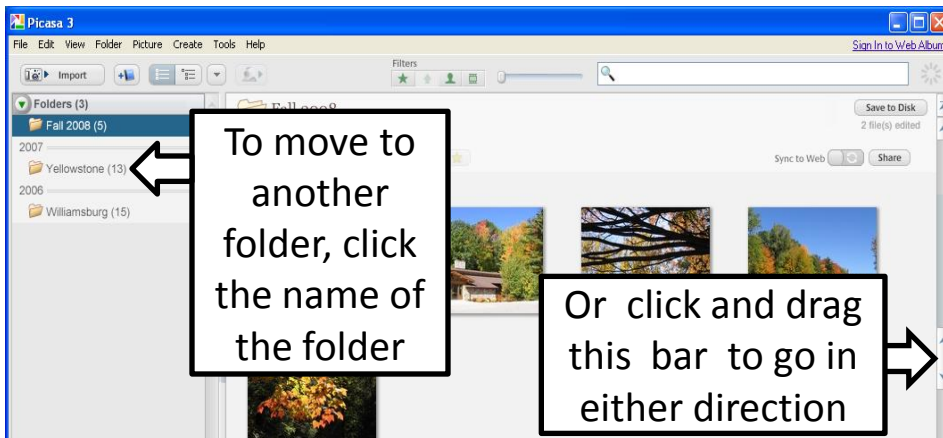 Picasa 3
File Edit View Folder Picture Create Tools Help
Sign In to Web Album
Import
Filters
Folders (3)
Fall 2008
Save to Disk
Fall 2008 (5)
2 file(s) edited
2007
Yellowstone (13)
Sync to Web Share
2006
Williamsburg (15)
To move to
another
folder, click
the name of
the folder
Or click and drag
this bar to go in
either direction